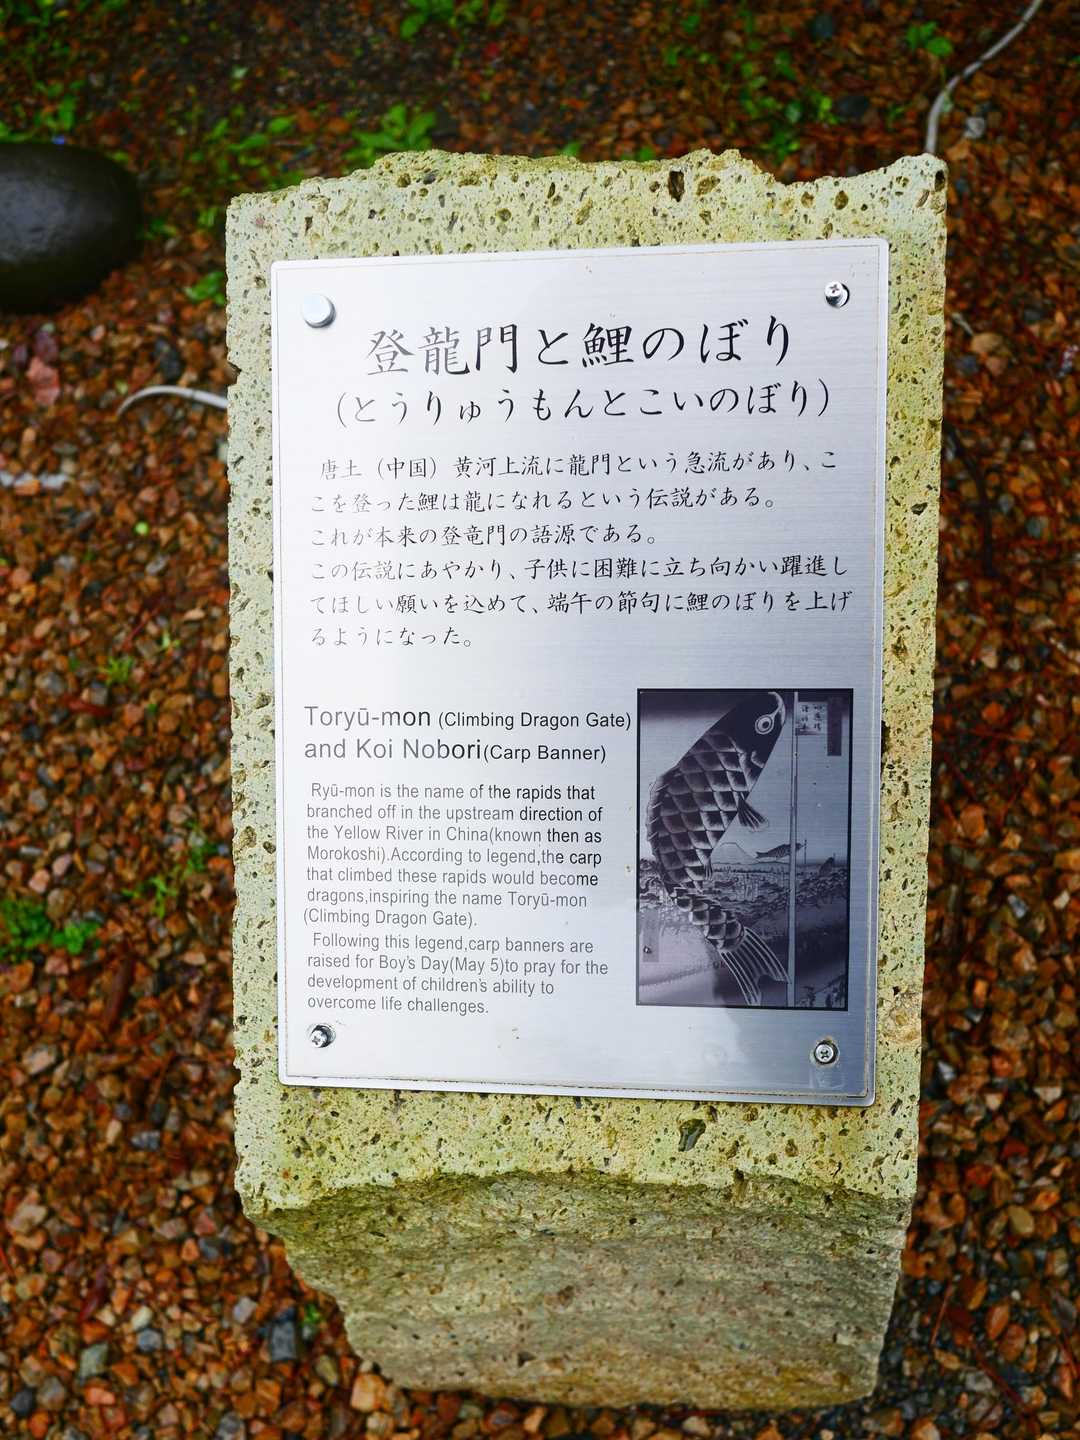 登龍門と鯉のぼり
（とうりゅうもんとこいのぼり）
唐土（中国）黄河上流に龍門という急流があり、こ
こを登った鯉は龍になれるという伝説がある。
これが本来の登竜門の語源である。
この伝説にあやかり、子供に困難に立ち向かい躍進し
てほしい願いを込めて、端午の節句に鯉のぼりを上げ
るようになった。
Toryū-mon (Climbing Dragon Gate)
and Koi Nobori(Carp Banner)
Ryū-mon is the name of the rapids that
branched off in the upstream direction of
the Yellow River in China(known then as
Morokoshi).According to legend,the carp
that climbed these rapids would become
dragons,inspiring the name Toryū-mon
(Climbing Dragon Gate).
Following this legend,carp banners are
raised for Boy's Day(May 5)to pray for the
development of children's ability to
overcome life challenges.